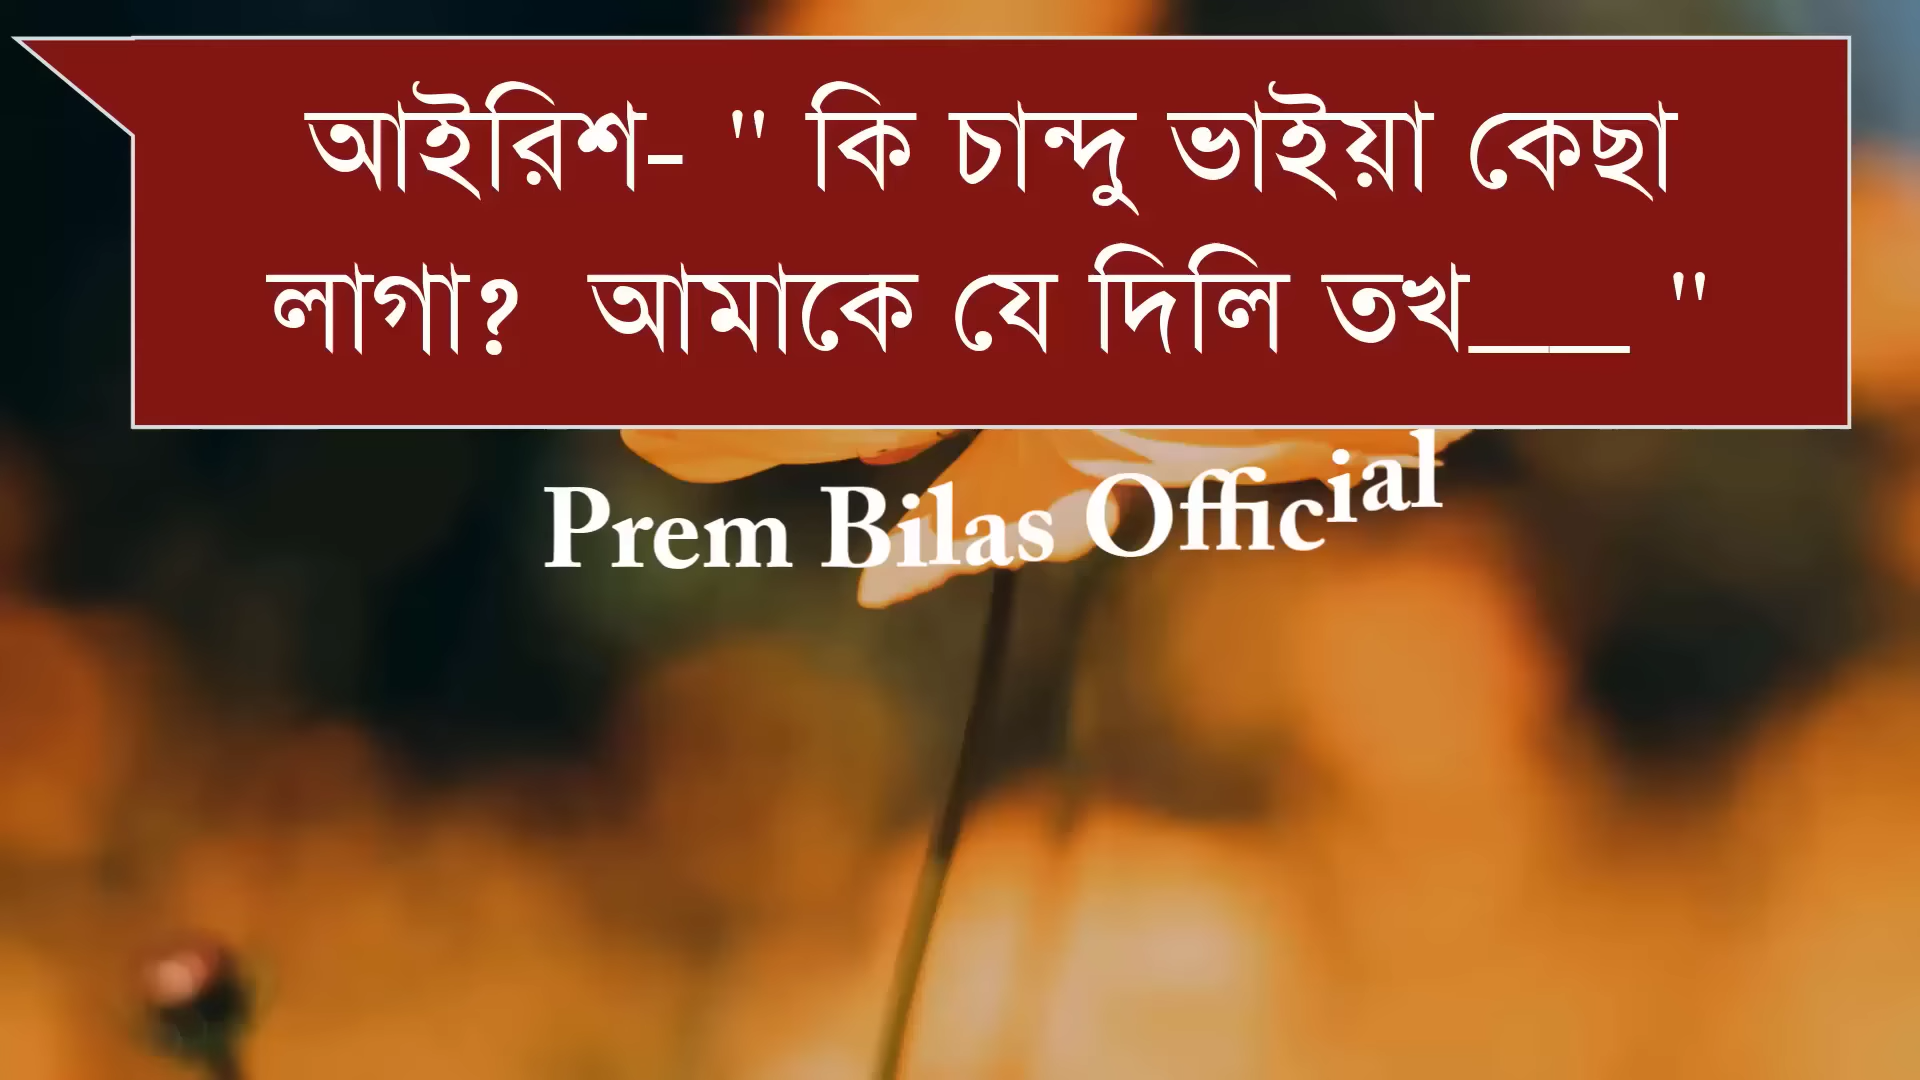 আইরিশ- " কি চান্দু ভাইয়া কেছা
লাগা? আমাকে যে দিলি তখ___ "
Prem Bilas Official